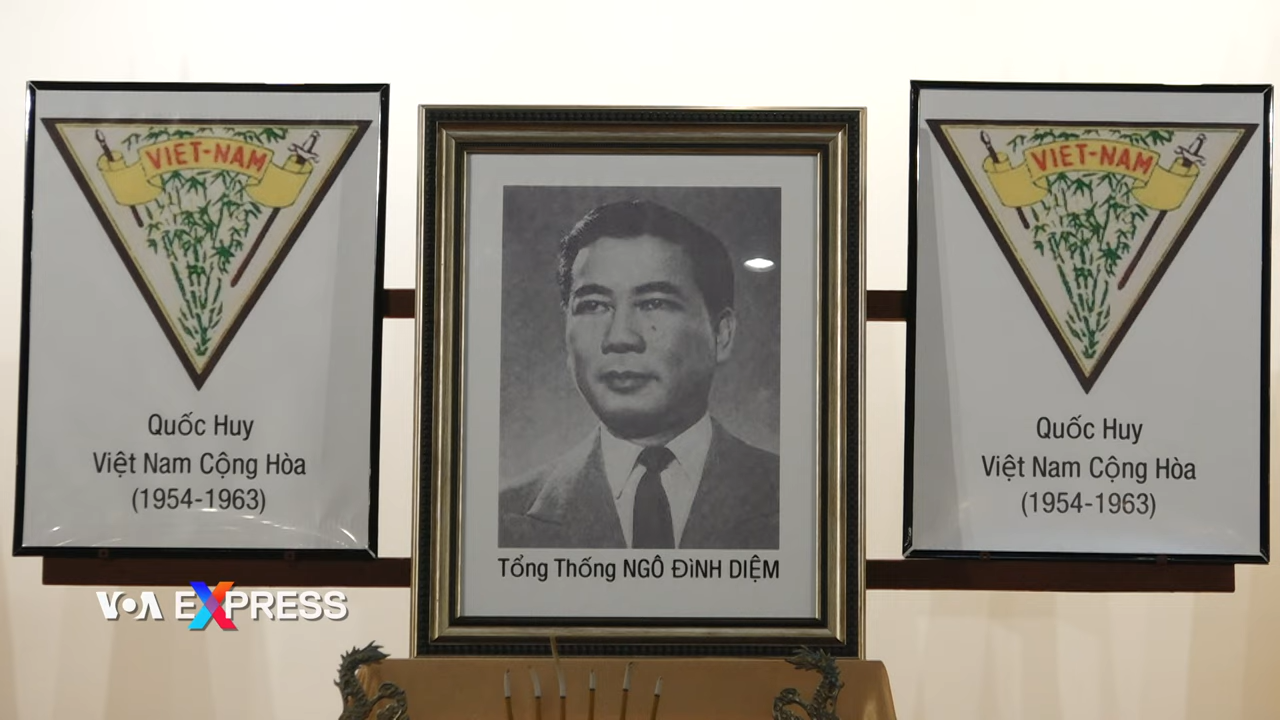 VIET-NAM
Quốc Huy
Việt Nam Cộng Hòa
(1954-1963)
Tổng Thống NGÔ ĐìNH DIỆM
VIET-NAM
Quốc Huy
Việt Nam Cộng Hòa
(1954-1963)
VOA EXPRESS